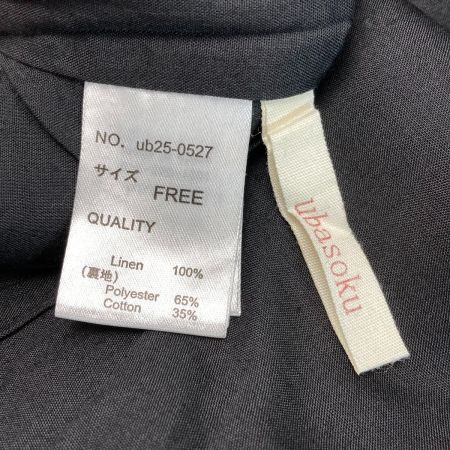 NO. ub25-0527
サイズ FREE
QUALITY
Linen 100%
(裏地)
Polyester 65%
Cotton 35%
ubasoku